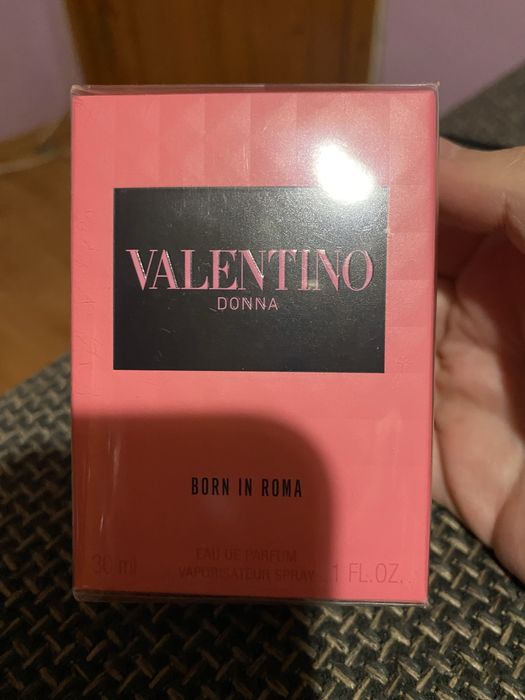 VALENTINO
DONNA
BORN IN ROMA
EAU DE PARFUM
30 ml VAPORISATEUR SPRAY 1 FL.OZ.